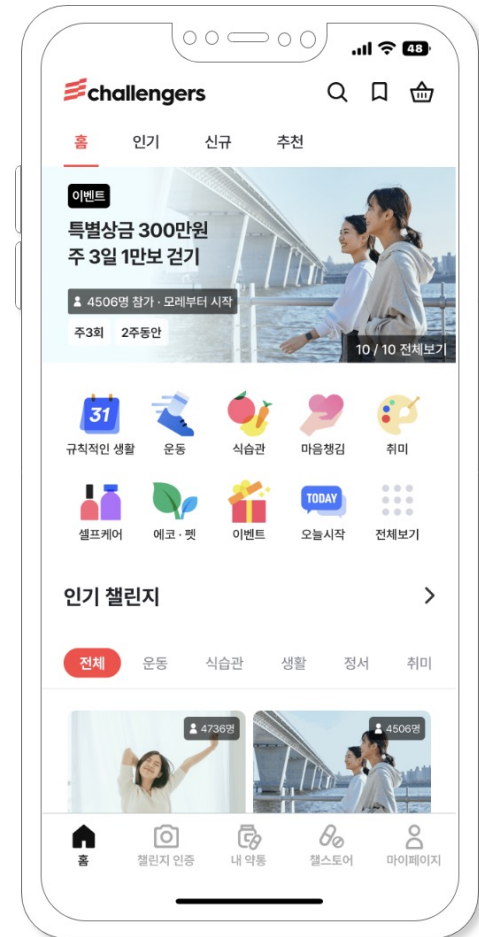 48
challengers
홈 인기 신규 추천
이벤트
특별상금 300만원
주 3일 1만보 걷기
4506명 참가 · 모레부터 시작
주3회 2주동안
10 / 10 전체보기
31
규칙적인 생활 운동 식습관 마음챙김 취미
TODAY
셀프케어 에코 · 펫 이벤트 오늘시작 전체보기
인기 챌린지
전체 운동 식습관 생활 정서 취미
4736명 4506명
홈 챌린지 인증 내 약통 챌스토어 마이페이지